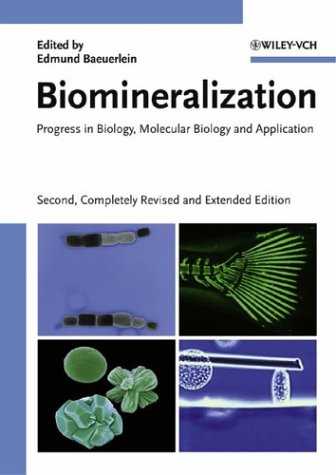 Edited by
Edmund Baeuerlein
WILEY-VCH
Biomineralization
Progress in Biology, Molecular Biology and Application
Second, Completely Revised and Extended Edition